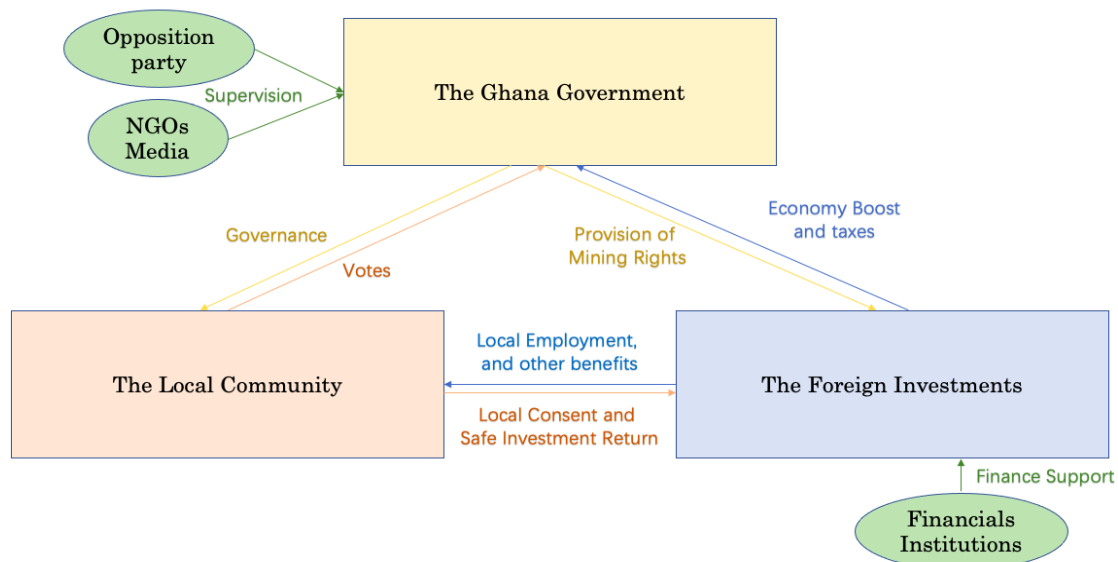 Opposition
party
Supervision
NGOs
Media
The Ghana Government
Governance
Votes
Provision of
Mining Rights
Economy Boost
and taxes
The Local Community
Local Employment,
and other benefits
Local Consent and
Safe Investment Return
The Foreign Investments
Finance Support
Financials
Institutions